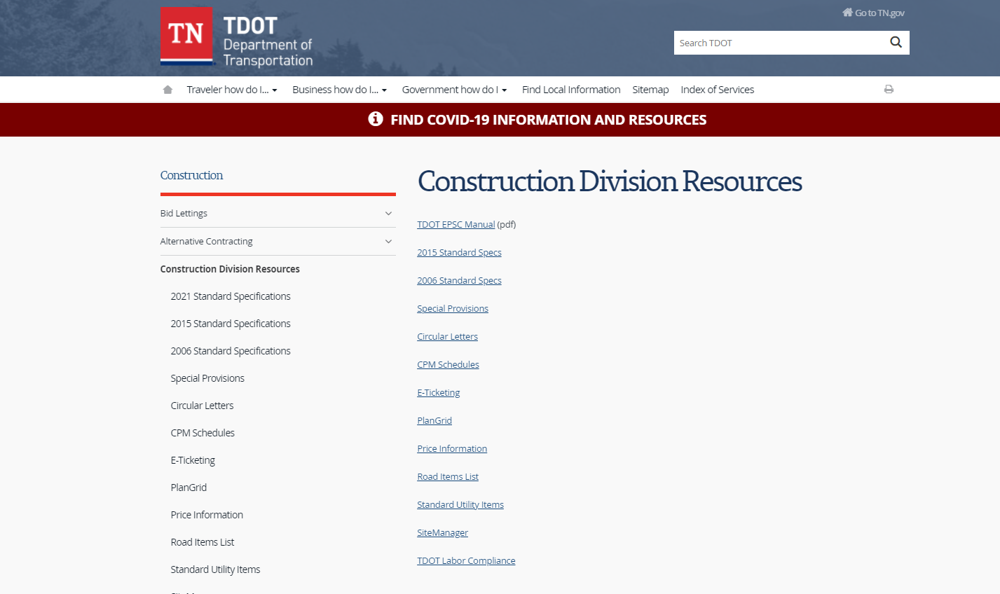 Go to TN.gov
TN
TDOT
Department of
Transportation
Search TDOT
Traveler how do I... Business how do I... Government how do I Find Local Information Sitemap Index of Services
FIND COVID-19 INFORMATION AND RESOURCES
Construction
Bid Lettings
Alternative Contracting
Construction Division Resources
2021 Standard Specifications
2015 Standard Specifications
2006 Standard Specifications
Special Provisions
Circular Letters
CPM Schedules
E-Ticketing
PlanGrid
Price Information
Road Items List
Standard Utility Items
Construction Division Resources
TDOT EPSC Manual (pdf)
2015 Standard Specs
2006 Standard Specs
Special Provisions
Circular Letters
CPM Schedules
E-Ticketing
PlanGrid
Price Information
Road Items List
Standard Utility Items
SiteManager
TDOT Labor Compliance